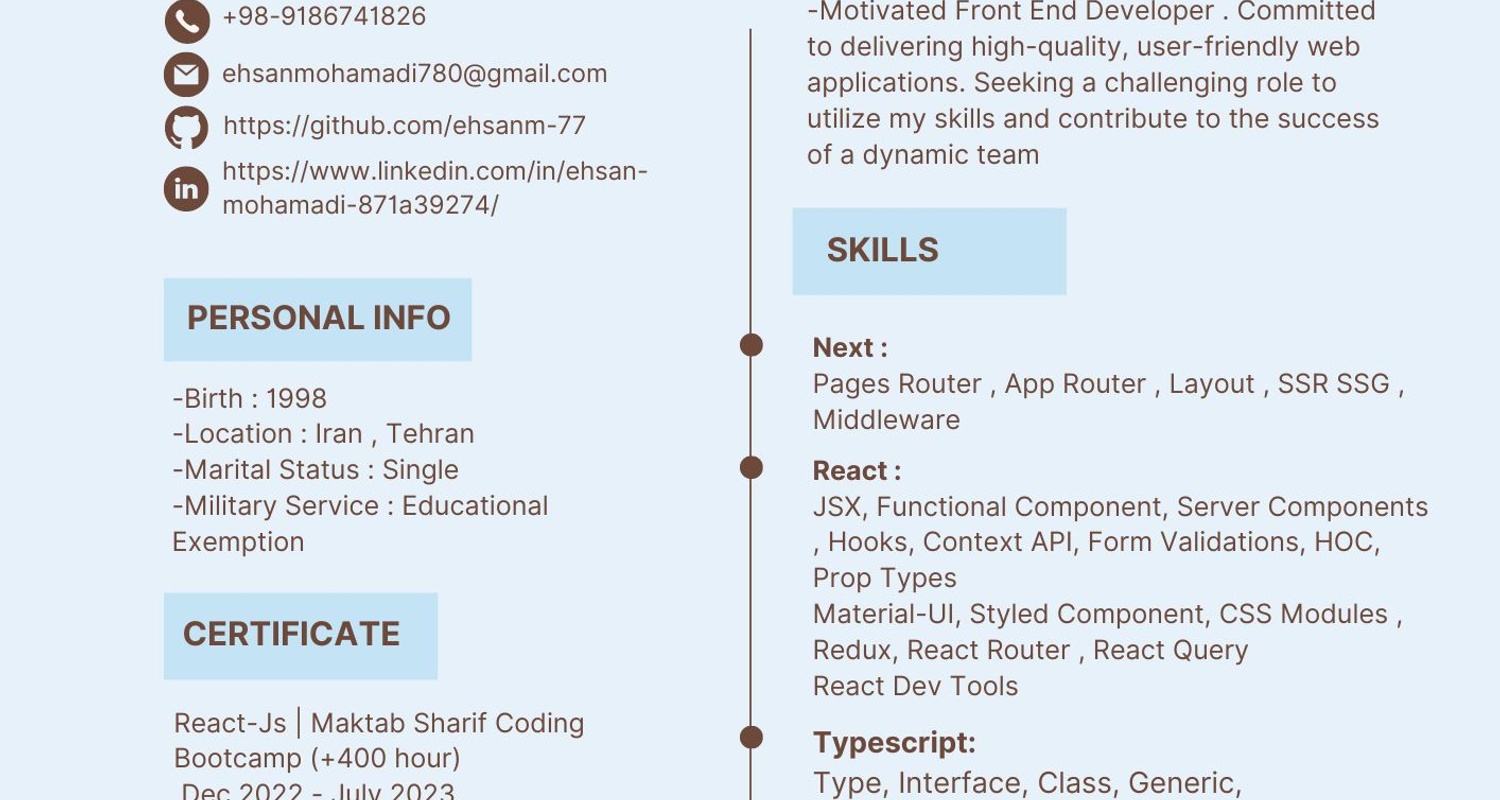 +98-9186741826
ehsanmohamadi780@gmail.com
https://github.com/ehsanm-77
https://www.linkedin.com/in/ehsan-
mohamadi-871a39274/
PERSONAL INFO
-Birth : 1998
-Location : Iran , Tehran
-Marital Status : Single
-Military Service : Educational
Exemption
CERTIFICATE
React-Js | Maktab Sharif Coding
Bootcamp (+400 hour)
Dec 2022 - July 2023
-Motivated Front End Developer . Committed
to delivering high-quality, user-friendly web
applications. Seeking a challenging role to
utilize my skills and contribute to the success
of a dynamic team
SKILLS
Next :
Pages Router , App Router , Layout , SSR SSG ,
Middleware
React :
JSX, Functional Component, Server Components
, Hooks, Context API, Form Validations, HOC,
Prop Types
Material-UI, Styled Component, CSS Modules ,
Redux, React Router , React Query
React Dev Tools
Typescript:
Type, Interface, Class, Generic,